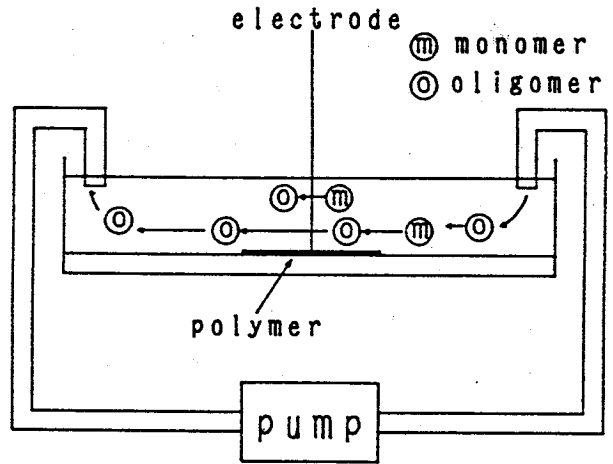 electrode
ⓜ monomer
ⓞ oligomer
ⓞ ⓜ
ⓞ ⓞ ⓞ ⓜ ⓞ
polymer
pump